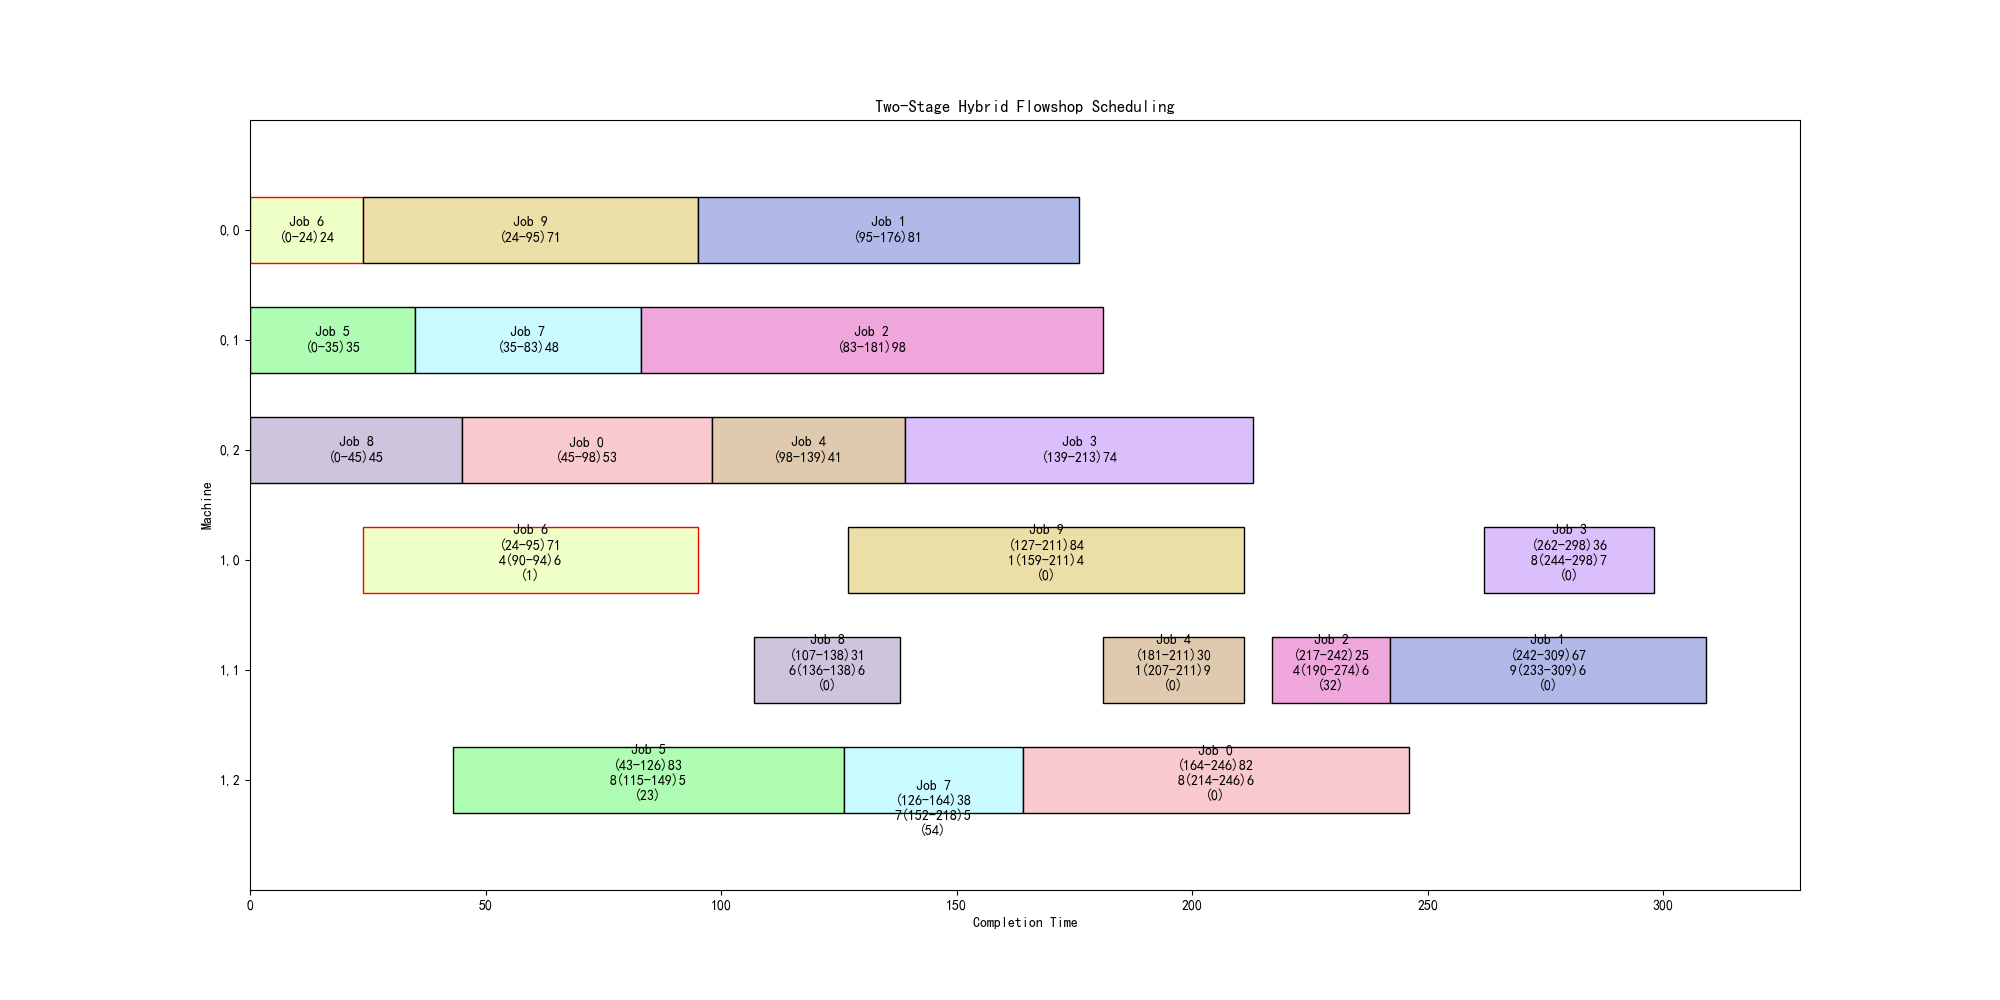 Two-Stage Hybrid Flowshop Scheduling
0,0
Job 6
(0-24)24
Job 9
(24-95)71
Job 1
(95-176)81
0,1
Job 5
(0-35)35
Job 7
(35-83)48
Job 2
(83-181)98
0,2
Job 8
(0-45)45
Job 0
(45-98)53
Job 4
(98-139)41
Job 3
(139-213)74
Machine
1,0
Job 6
(24-95)71
4(90-94)6
(1)
Job 9
(127-211)84
1(159-211)4
(0)
Job 3
(262-298)36
8(244-298)7
(0)
1,1
Job 8
(107-138)31
6(136-138)6
(0)
Job 4
(181-211)30
1(207-211)9
(0)
Job 2
(217-242)25
4(190-274)6
(32)
Job 1
(242-309)67
9(233-309)6
(0)
1,2
Job 5
(43-126)83
8(115-149)5
(23)
Job 7
(126-164)38
7(152-218)5
(54)
Job 0
(164-246)82
8(214-246)6
(0)
0
50
100
150
200
250
300
Completion Time